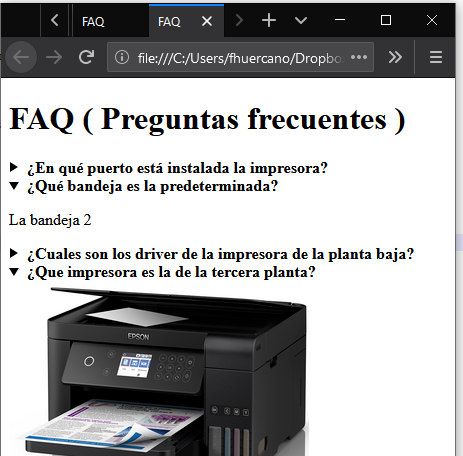 FAQ
FAQ
file:///C:/Users/fhuercano/Dropbo
FAQ ( Preguntas frecuentes )
¿En qué puerto está instalada la impresora?
¿Qué bandeja es la predeterminada?
La bandeja 2
¿Cuales son los driver de la impresora de la planta baja?
¿Que impresora es la de la tercera planta?
EPSON